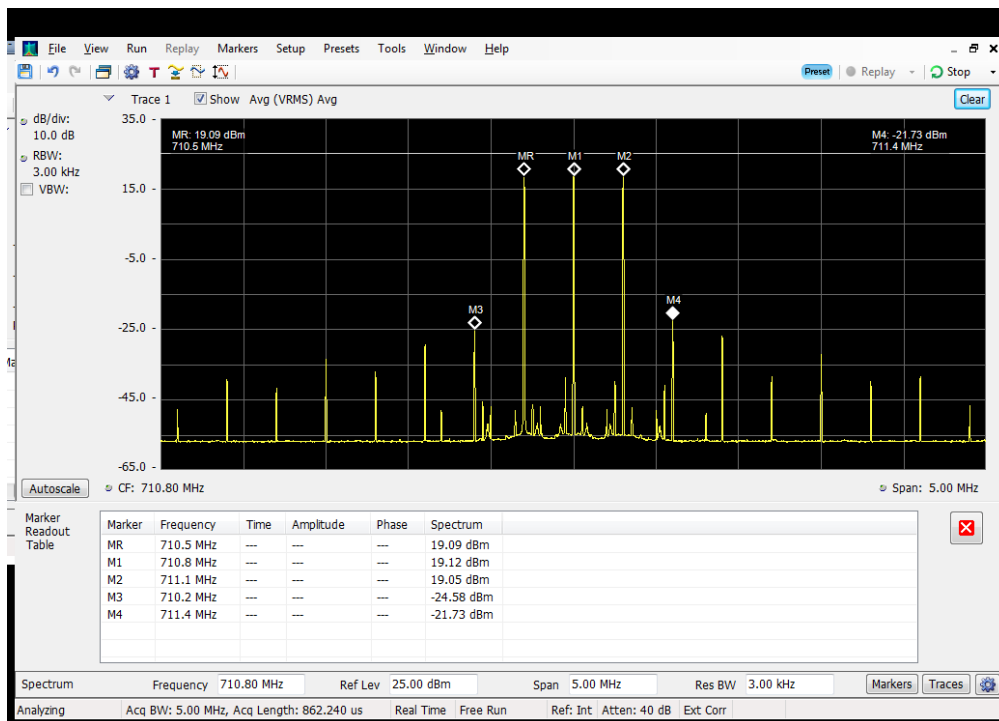 File View Run Replay Markers Setup Presets Tools Window Help
T Preset Replay Stop
Trace 1 Show Avg (VRMS) Avg Clear
dB/div:
10.0 dB
RBW:
3.00 kHz
VBW:
35.0
15.0
-5.0
-25.0
-45.0
-65.0
MR: 19.09 dBm
710.5 MHz
M4: -21.73 dBm
711.4 MHz
MR M1 M2
M3 M4
Autoscale CF: 710.80 MHz Span: 5.00 MHz
Marker
Readout
Table
Marker Frequency Time Amplitude Phase Spectrum
MR 710.5 MHz --- --- --- 19.09 dBm
M1 710.8 MHz --- --- --- 19.12 dBm
M2 711.1 MHz --- --- --- 19.05 dBm
M3 710.2 MHz --- --- --- -24.58 dBm
M4 711.4 MHz --- --- --- -21.73 dBm
Spectrum Frequency 710.80 MHz Ref Lev 25.00 dBm Span 5.00 MHz Res BW 3.00 kHz Markers Traces
Analyzing Acq BW: 5.00 MHz, Acq Length: 862.240 us Real Time Free Run Ref: Int Atten: 40 dB Ext Corr